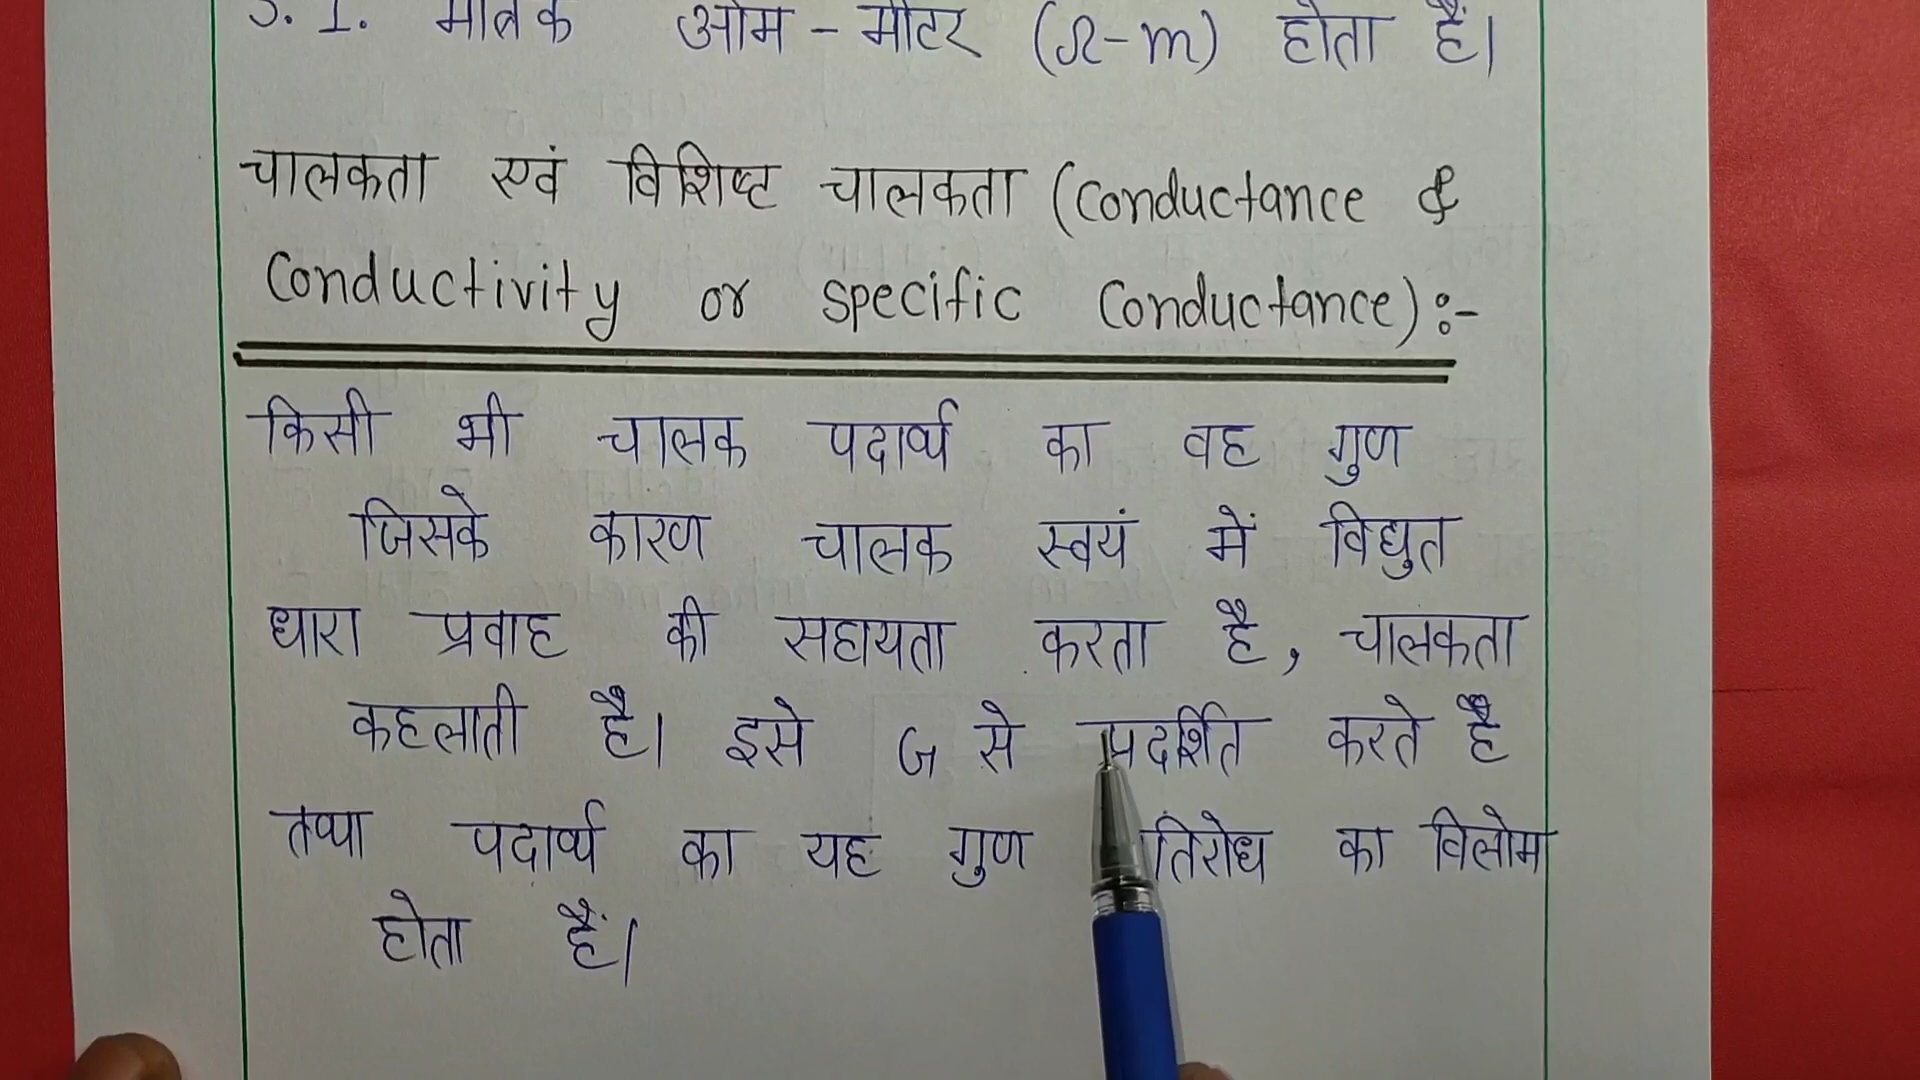 S. I. मात्रक ओम - मीटर (Ω-m) होता हैं।
चालकता एवं विशिष्ट चालकता (Conductance &
Conductivity or specific Conductance) :-
किसी भी चालक पदार्थ का वह गुण
जिसके कारण चालक स्वयं में विद्युत
धारा प्रवाह की सहायता करता है, चालकता
कहलाती है। इसे G से प्रदर्शित करते है
तथा पदार्थ का यह गुण प्रतिरोध का विलोम
होता हैं।